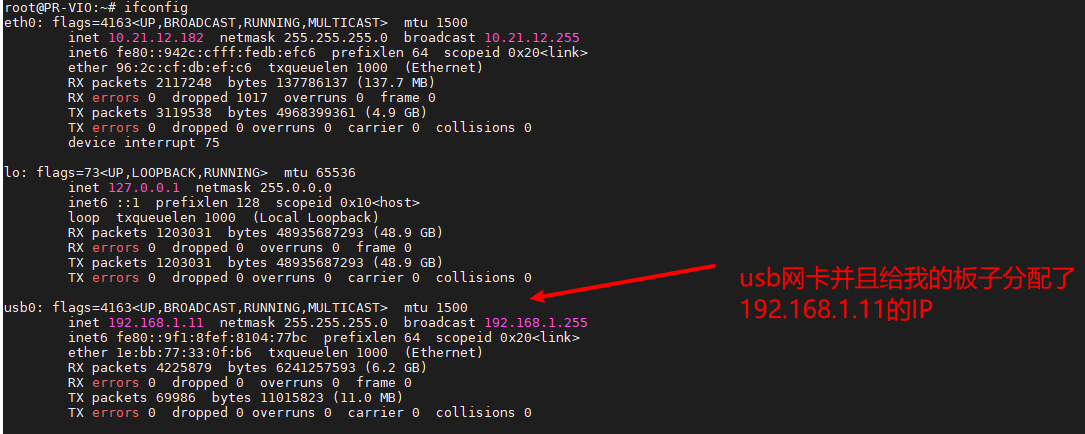 root@PR-VIO:~# ifconfig
eth0: flags=4163<UP,BROADCAST,RUNNING,MULTICAST>  mtu 1500
        inet 10.21.12.182  netmask 255.255.255.0  broadcast 10.21.12.255
        inet6 fe80::942c:cfff:fedb:efc6  prefixlen 64  scopeid 0x20<link>
        ether 96:2c:cf:db:ef:c6  txqueuelen 1000  (Ethernet)
        RX packets 2117248  bytes 137786137 (137.7 MB)
        RX errors 0  dropped 1017  overruns 0  frame 0
        TX packets 3119538  bytes 4968399361 (4.9 GB)
        TX errors 0  dropped 0 overruns 0  carrier 0  collisions 0
        device interrupt 75
lo: flags=73<UP,LOOPBACK,RUNNING>  mtu 65536
        inet 127.0.0.1  netmask 255.0.0.0
        inet6 ::1  prefixlen 128  scopeid 0x10<host>
        loop  txqueuelen 1000  (Local Loopback)
        RX packets 1203031  bytes 48935687293 (48.9 GB)
        RX errors 0  dropped 0  overruns 0  frame 0
        TX packets 1203031  bytes 48935687293 (48.9 GB)
        TX errors 0  dropped 0 overruns 0  carrier 0  collisions 0
usb0: flags=4163<UP,BROADCAST,RUNNING,MULTICAST>  mtu 1500
        inet 192.168.1.11  netmask 255.255.255.0  broadcast 192.168.1.255
        inet6 fe80::9f1:8fef:8104:77bc  prefixlen 64  scopeid 0x20<link>
        ether 1e:bb:77:33:0f:b6  txqueuelen 1000  (Ethernet)
        RX packets 4225879  bytes 6241257593 (6.2 GB)
        RX errors 0  dropped 0  overruns 0  frame 0
        TX packets 69986  bytes 11015823 (11.0 MB)
        TX errors 0  dropped 0 overruns 0  carrier 0  collisions 0
usb网卡并且给我的板子分配了
192.168.1.11的IP